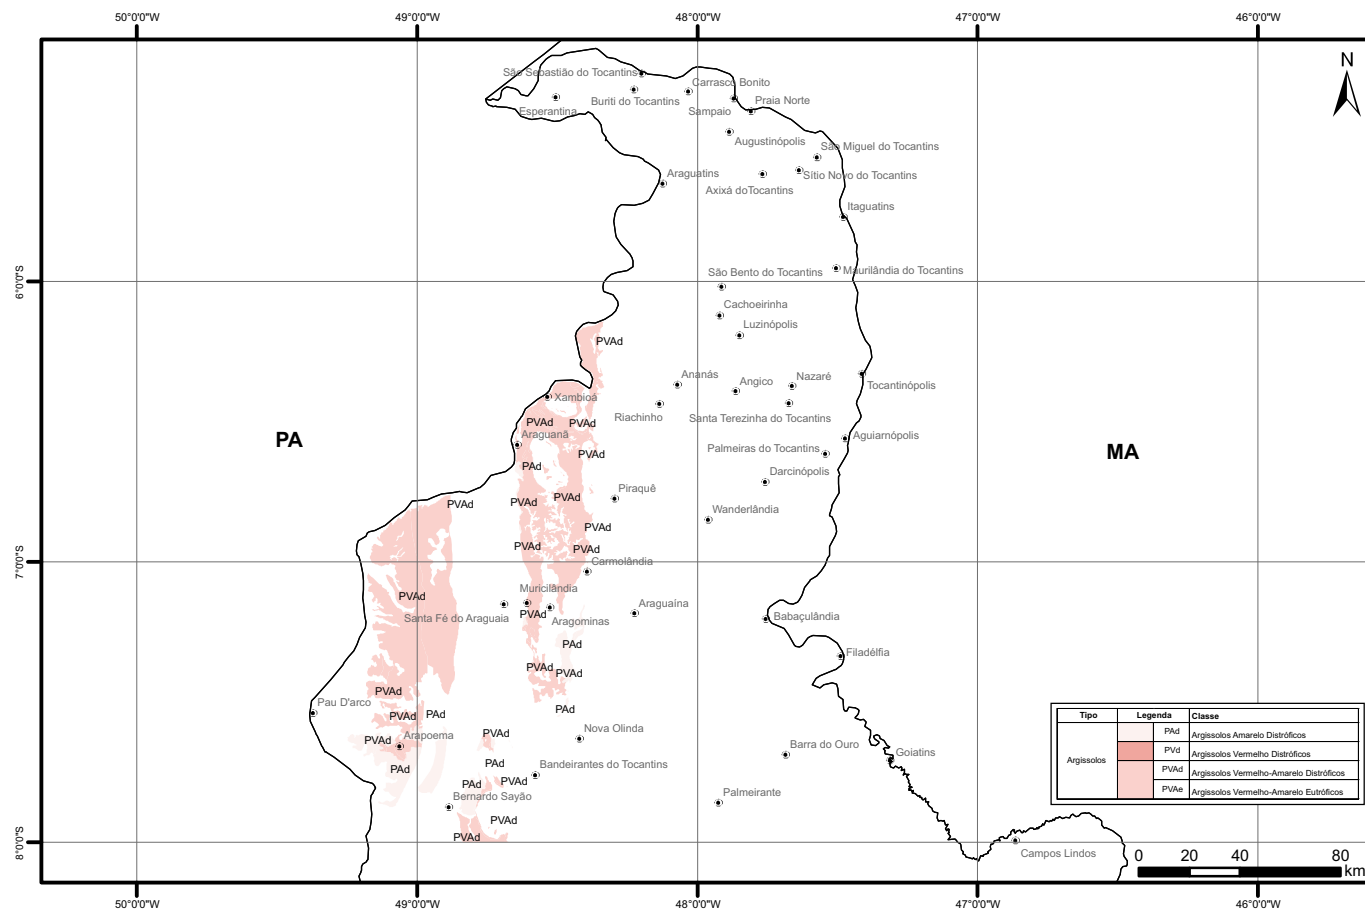 50°0'0"W
49°0'0"W
48°0'0"W
47°0'0"W
46°0'0"W
N
São Sebastião do Tocantins
Carrasco Bonito
Esperantina
Buriti do Tocantins
Sampaio
Praia Norte
Augustinópolis
São Miguel do Tocantins
Araguatins
Sítio Novo do Tocantins
Axixá doTocantins
Itaguatins
6°0'0"S
São Bento do Tocantins
Maurilândia do Tocantins
Cachoeirinha
Luzinópolis
PVAd
Ananás
Angico
Nazaré
Tocantinópolis
Xambioá
Riachinho
Santa Terezinha do Tocantins
PVAd
PVAd
Araguanã
Aguiarnópolis
PA
MA
PVAd
Palmeiras do Tocantins
PAd
Darcinópolis
Piraquê
PVAd
PVAd
PVAd
Wanderlândia
PVAd
PVAd
PVAd
7°0'0"S
Carmolândia
Muricilândia
PVAd
Araguaína
Santa Fé do Araguaia
PVAd
Aragominas
Babaçulândia
PAd
Filadélfia
PVAd
PVAd
PVAd
Pau D'arco
PVAd
PAd
PAd
Arapoema
PVAd
PVAd
Nova Olinda
Barra do Ouro
Goiatins
PAd
PAd
Bandeirantes do Tocantins
PAd
PVAd
Bernardo Sayão
Palmeirante
PVAd
PVAd
8°0'0"S
Campos Lindos
Tipo
Legenda
Classe
Argissolos
PAd
Argissolos Amarelo Distróficos
PVd
Argissolos Vermelho Distróficos
PVAd
Argissolos Vermelho-Amarelo Distróficos
PVAe
Argissolos Vermelho-Amarelo Eutróficos
0 20 40 80
km
50°0'0"W
49°0'0"W
48°0'0"W
47°0'0"W
46°0'0"W